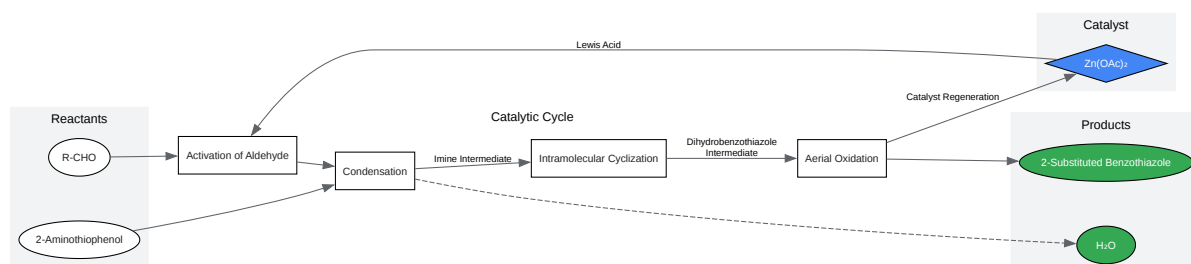 Catalyst
Lewis Acid
Zn(OAc)₂
Catalyst Regeneration
Reactants
Catalytic Cycle
Products
R-CHO
Activation of Aldehyde
Condensation
Imine Intermediate
Intramolecular Cyclization
Dihydrobenzothiazole
Intermediate
Aerial Oxidation
2-Substituted Benzothiazole
2-Aminothiophenol
H₂O